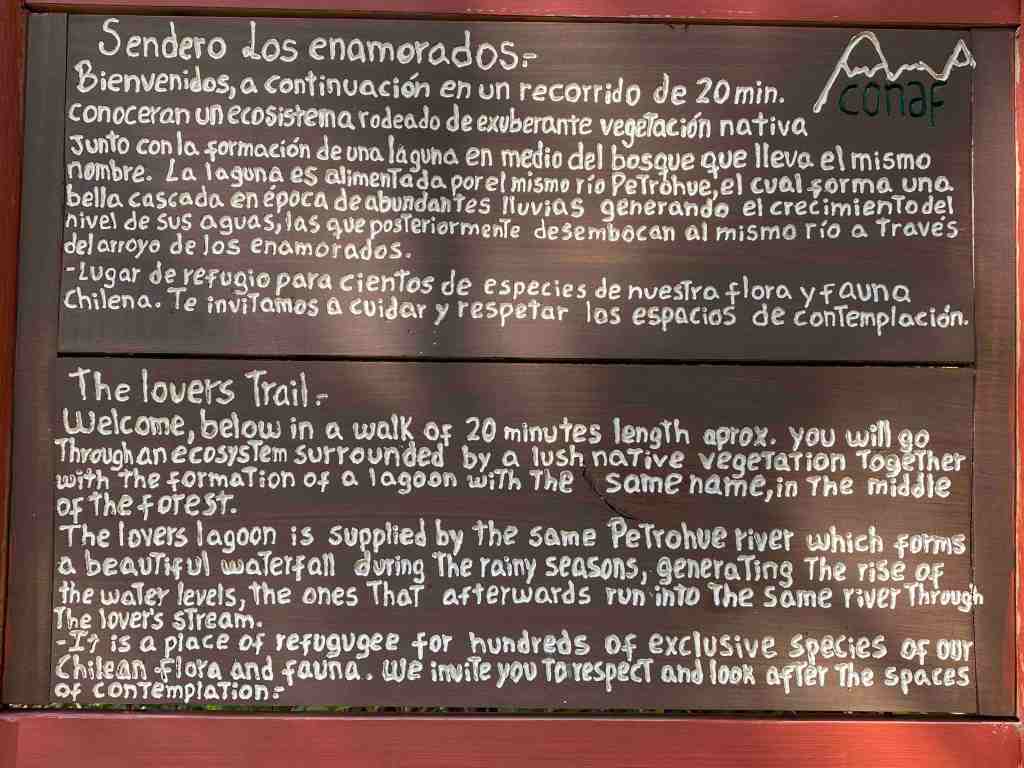 Sendero Los enamorados.-
conaf
Bienvenidos, a continuación en un recorrido de 20 min.
conoceran un ecosistema rodeado de exuberante vegetación nativa
Junto con la formación de una laguna en medio del bosque que lleva el mismo
nombre. La laguna es alimentada por el mismo río Petrohue, el cual forma una
bella cascada en época de abundantes lluvias generando el crecimiento del
nivel de sus aguas, las que posteriormente desembocan al mismo río a través
del arroyo de los enamorados.
-Lugar de refugio para cientos de especies de nuestra flora y fauna
Chilena. Te invitamos a cuidar y respetar los espacios de contemplación.
The lovers Trail.-
Welcome, below in a walk of 20 minutes length aprox. you will go
Through an ecosystem surrounded by a lush native vegetation Together
with the formation of a lagoon with the same name, in the middle
of the forest.
The lovers lagoon is supplied by the same Petrohue river which forms
a beautiful waterfall during the rainy seasons, generating the rise of
the water levels, the ones that afterwards run into the same river Through
The lover's stream.
-It is a place of refugugee for hundreds of exclusive species of our
Chilean flora and fauna. We invite you to respect and look after the spaces
of contemplation.-